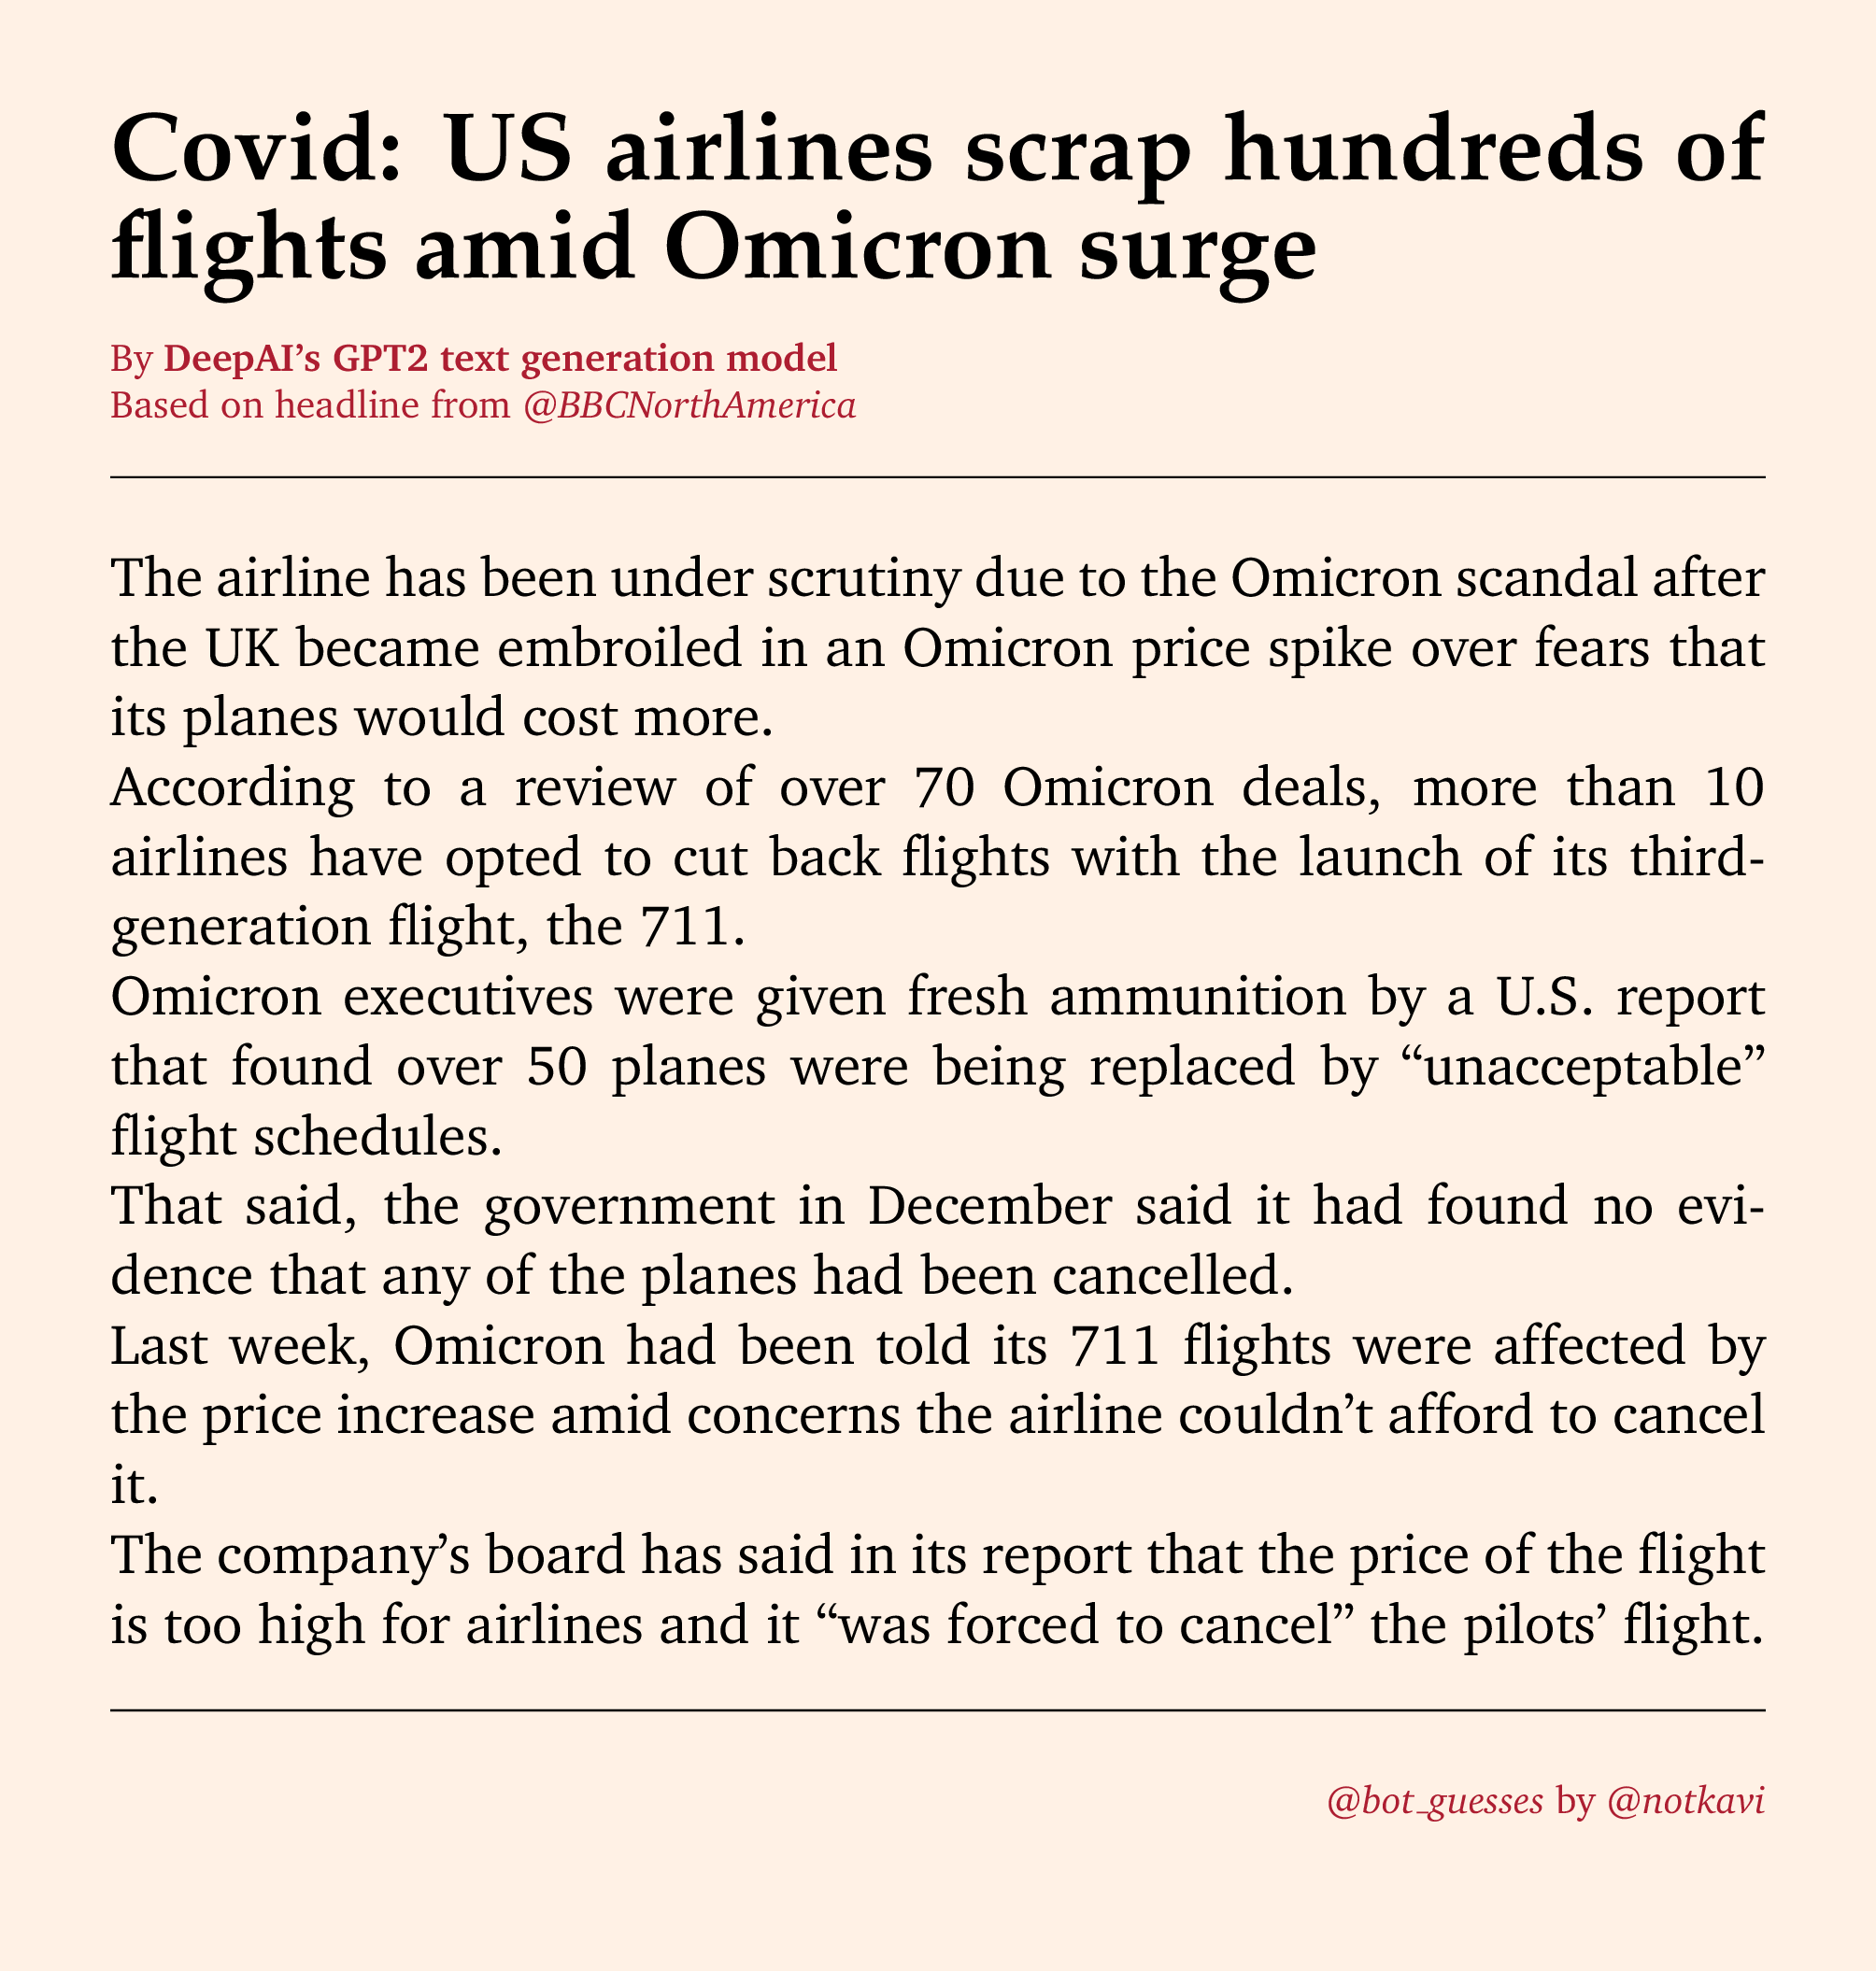 Covid: US airlines scrap hundreds of
flights amid Omicron surge
By DeepAI’s GPT2 text generation model
Based on headline from @BBCNorthAmerica
The airline has been under scrutiny due to the Omicron scandal after
the UK became embroiled in an Omicron price spike over fears that
its planes would cost more.
According to a review of over 70 Omicron deals, more than 10
airlines have opted to cut back flights with the launch of its third-
generation flight, the 711.
Omicron executives were given fresh ammunition by a U.S. report
that found over 50 planes were being replaced by “unacceptable”
flight schedules.
That said, the government in December said it had found no evi-
dence that any of the planes had been cancelled.
Last week, Omicron had been told its 711 flights were affected by
the price increase amid concerns the airline couldn’t afford to cancel
it.
The company’s board has said in its report that the price of the flight
is too high for airlines and it “was forced to cancel” the pilots’ flight.
@bot_guesses by @notkavi